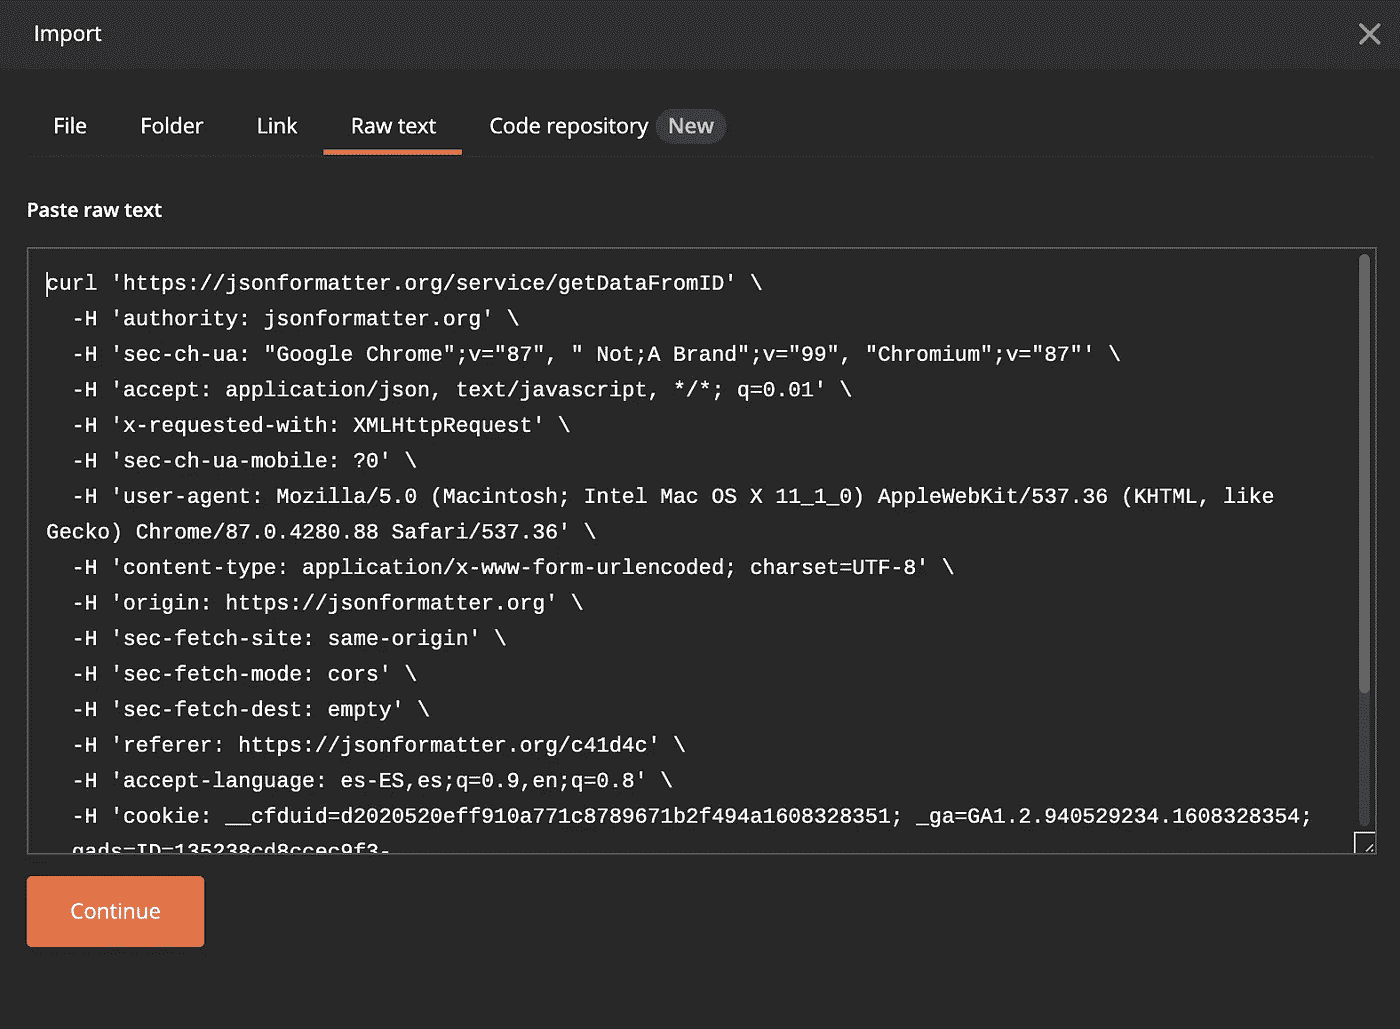 Import
File Folder Link Raw text Code repository New
Paste raw text
curl 'https://jsonformatter.org/service/getDataFromID' \
-H 'authority: jsonformatter.org' \
-H 'sec-ch-ua: "Google Chrome";v="87", " Not;A Brand";v="99", "Chromium";v="87"' \
-H 'accept: application/json, text/javascript, */*; q=0.01' \
-H 'x-requested-with: XMLHttpRequest' \
-H 'sec-ch-ua-mobile: ?0' \
-H 'user-agent: Mozilla/5.0 (Macintosh; Intel Mac OS X 11_1_0) AppleWebKit/537.36 (KHTML, like
Gecko) Chrome/87.0.4280.88 Safari/537.36' \
-H 'content-type: application/x-www-form-urlencoded; charset=UTF-8' \
-H 'origin: https://jsonformatter.org' \
-H 'sec-fetch-site: same-origin' \
-H 'sec-fetch-mode: cors' \
-H 'sec-fetch-dest: empty' \
-H 'referer: https://jsonformatter.org/c41d4c' \
-H 'accept-language: es-ES,es;q=0.9,en;q=0.8' \
-H 'cookie: __cfduid=d2020520eff910a771c8789671b2f494a1608328351; _ga=GA1.2.940529234.1608328354;
gads=ID=135238cd8ccec9f3-
Continue